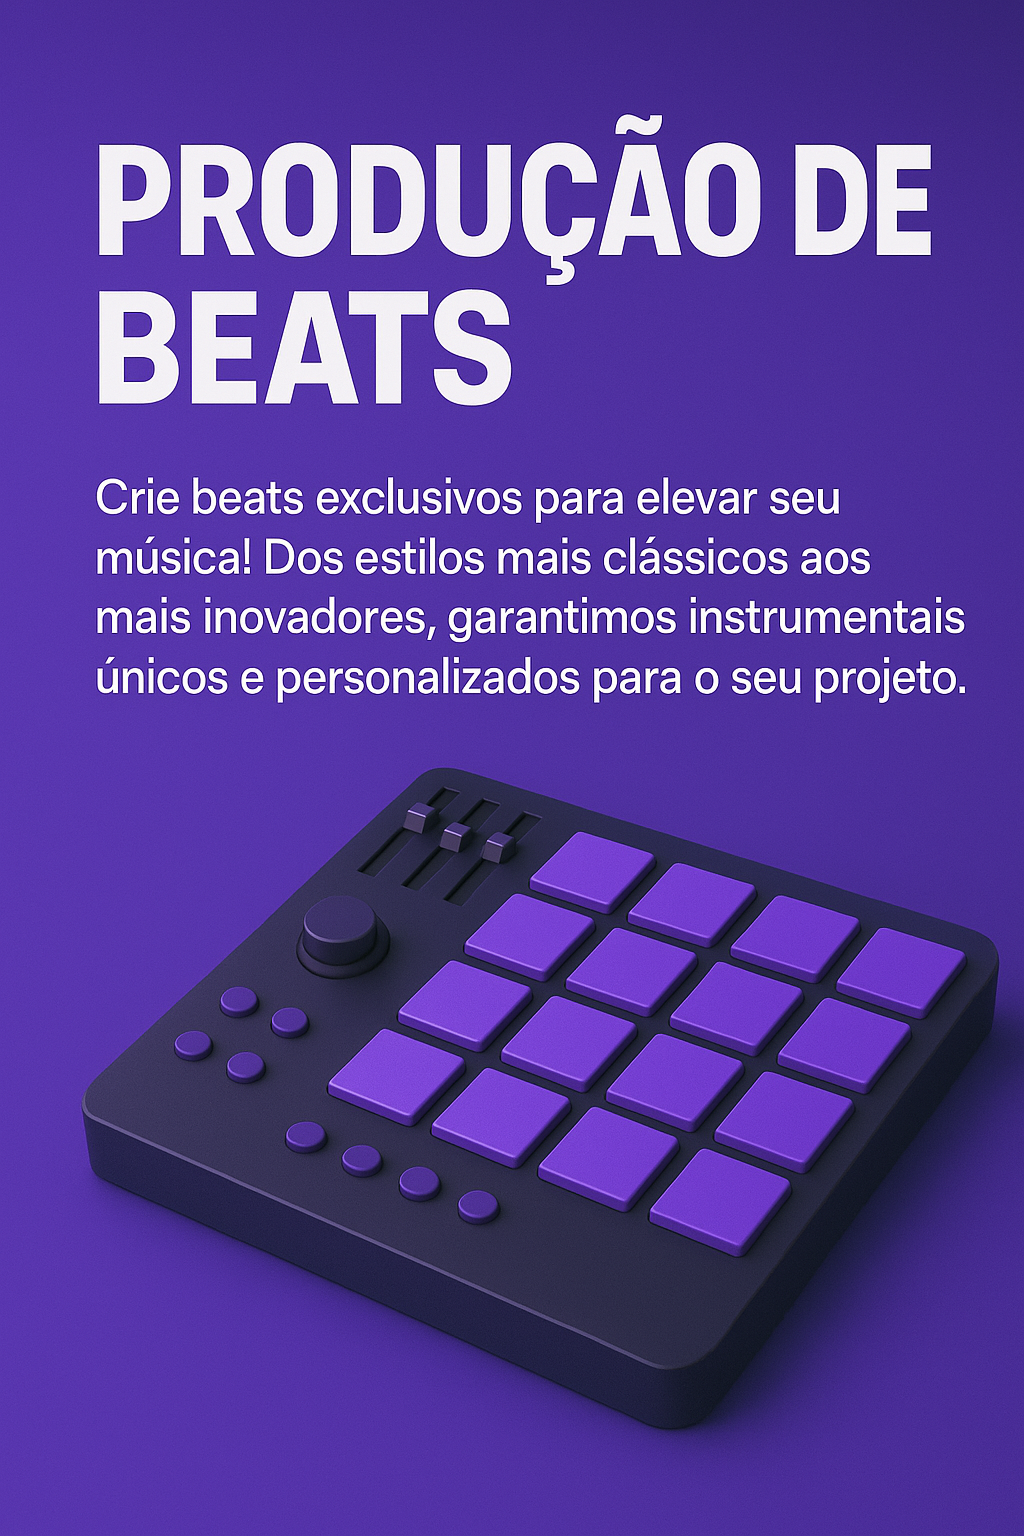 PRODUÇÃO DE
BEATS
Crie beats exclusivos para elevar seu
música! Dos estilos mais clássicos aos
mais inovadores, garantimos instrumentais
únicos e personalizados para o seu projeto.